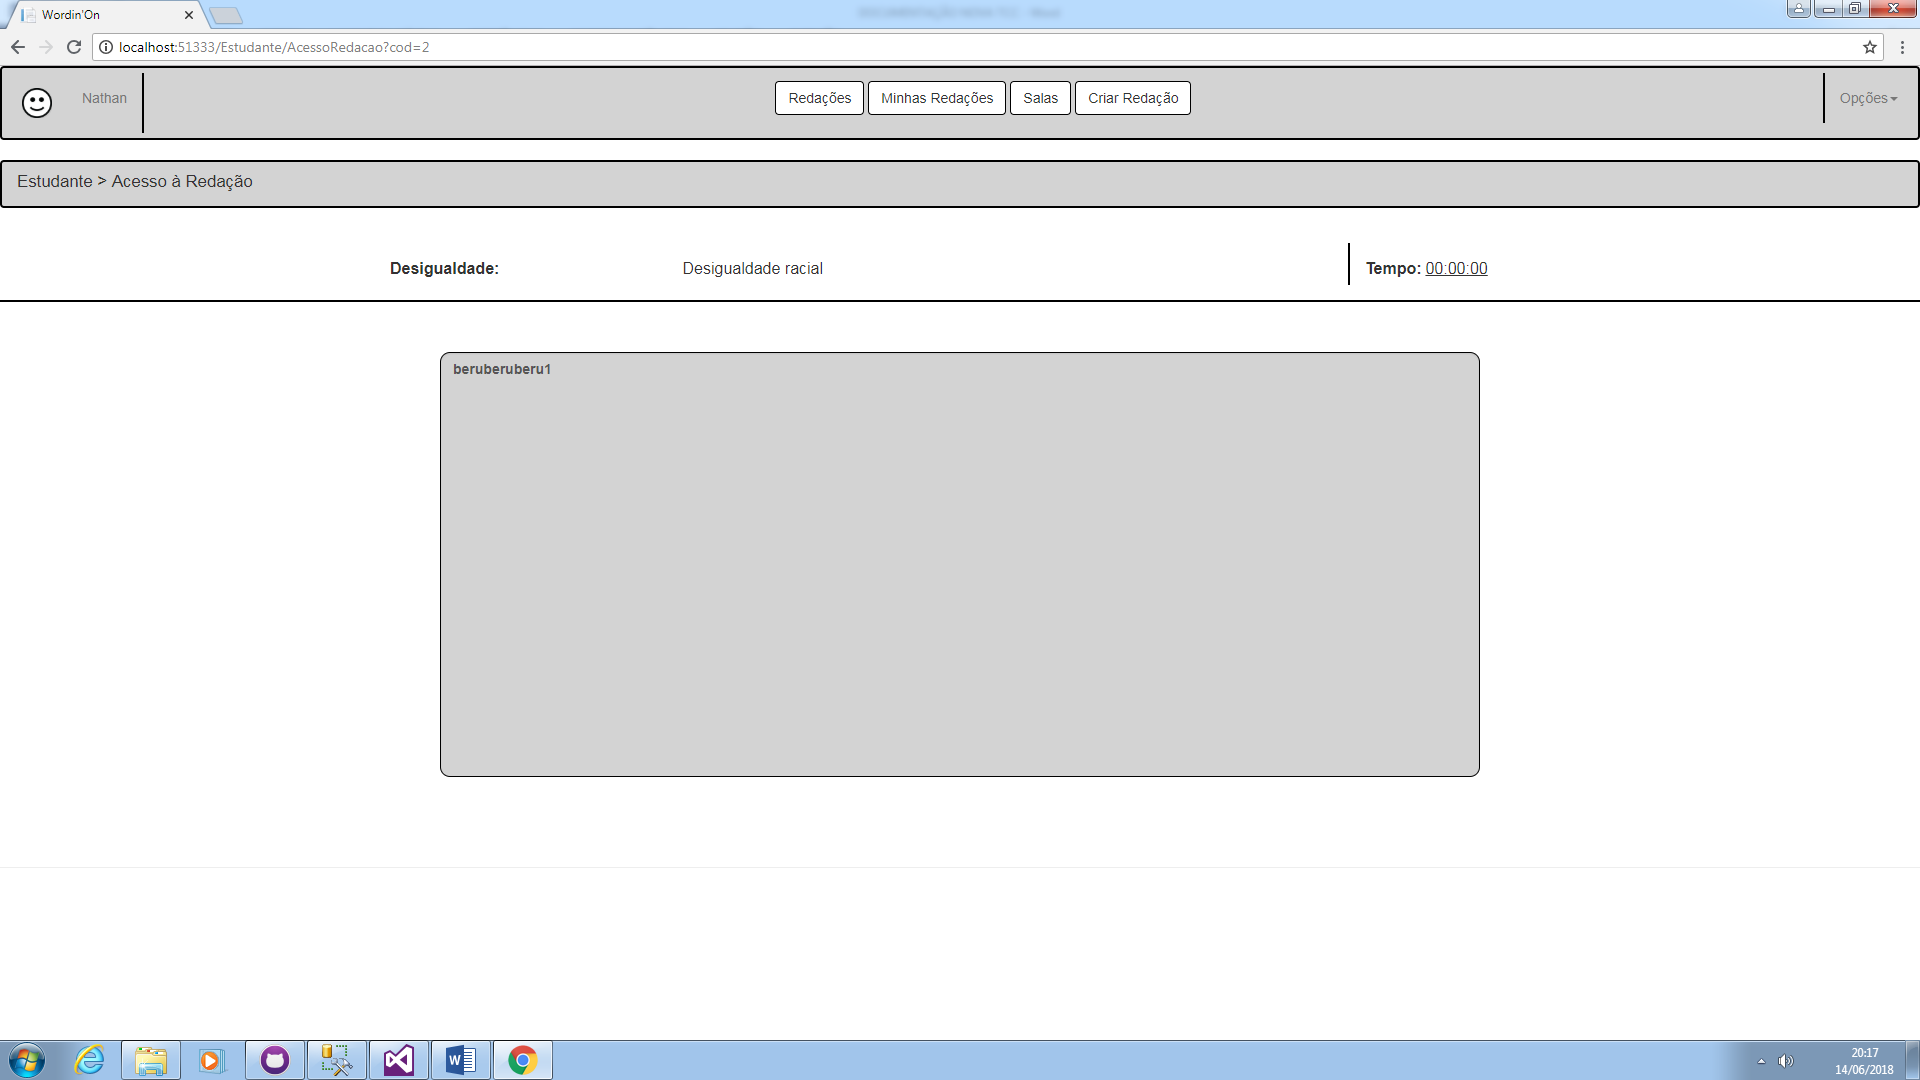 Wordin'On
localhost:51333/Estudante/AcessoRedacao?cod=2
Nathan
Redações
Minhas Redações
Salas
Criar Redação
Opções
Estudante > Acesso à Redação
Desigualdade:
Desigualdade racial
Tempo: 00:00:00
beruberuberu1
20:17
14/06/2018